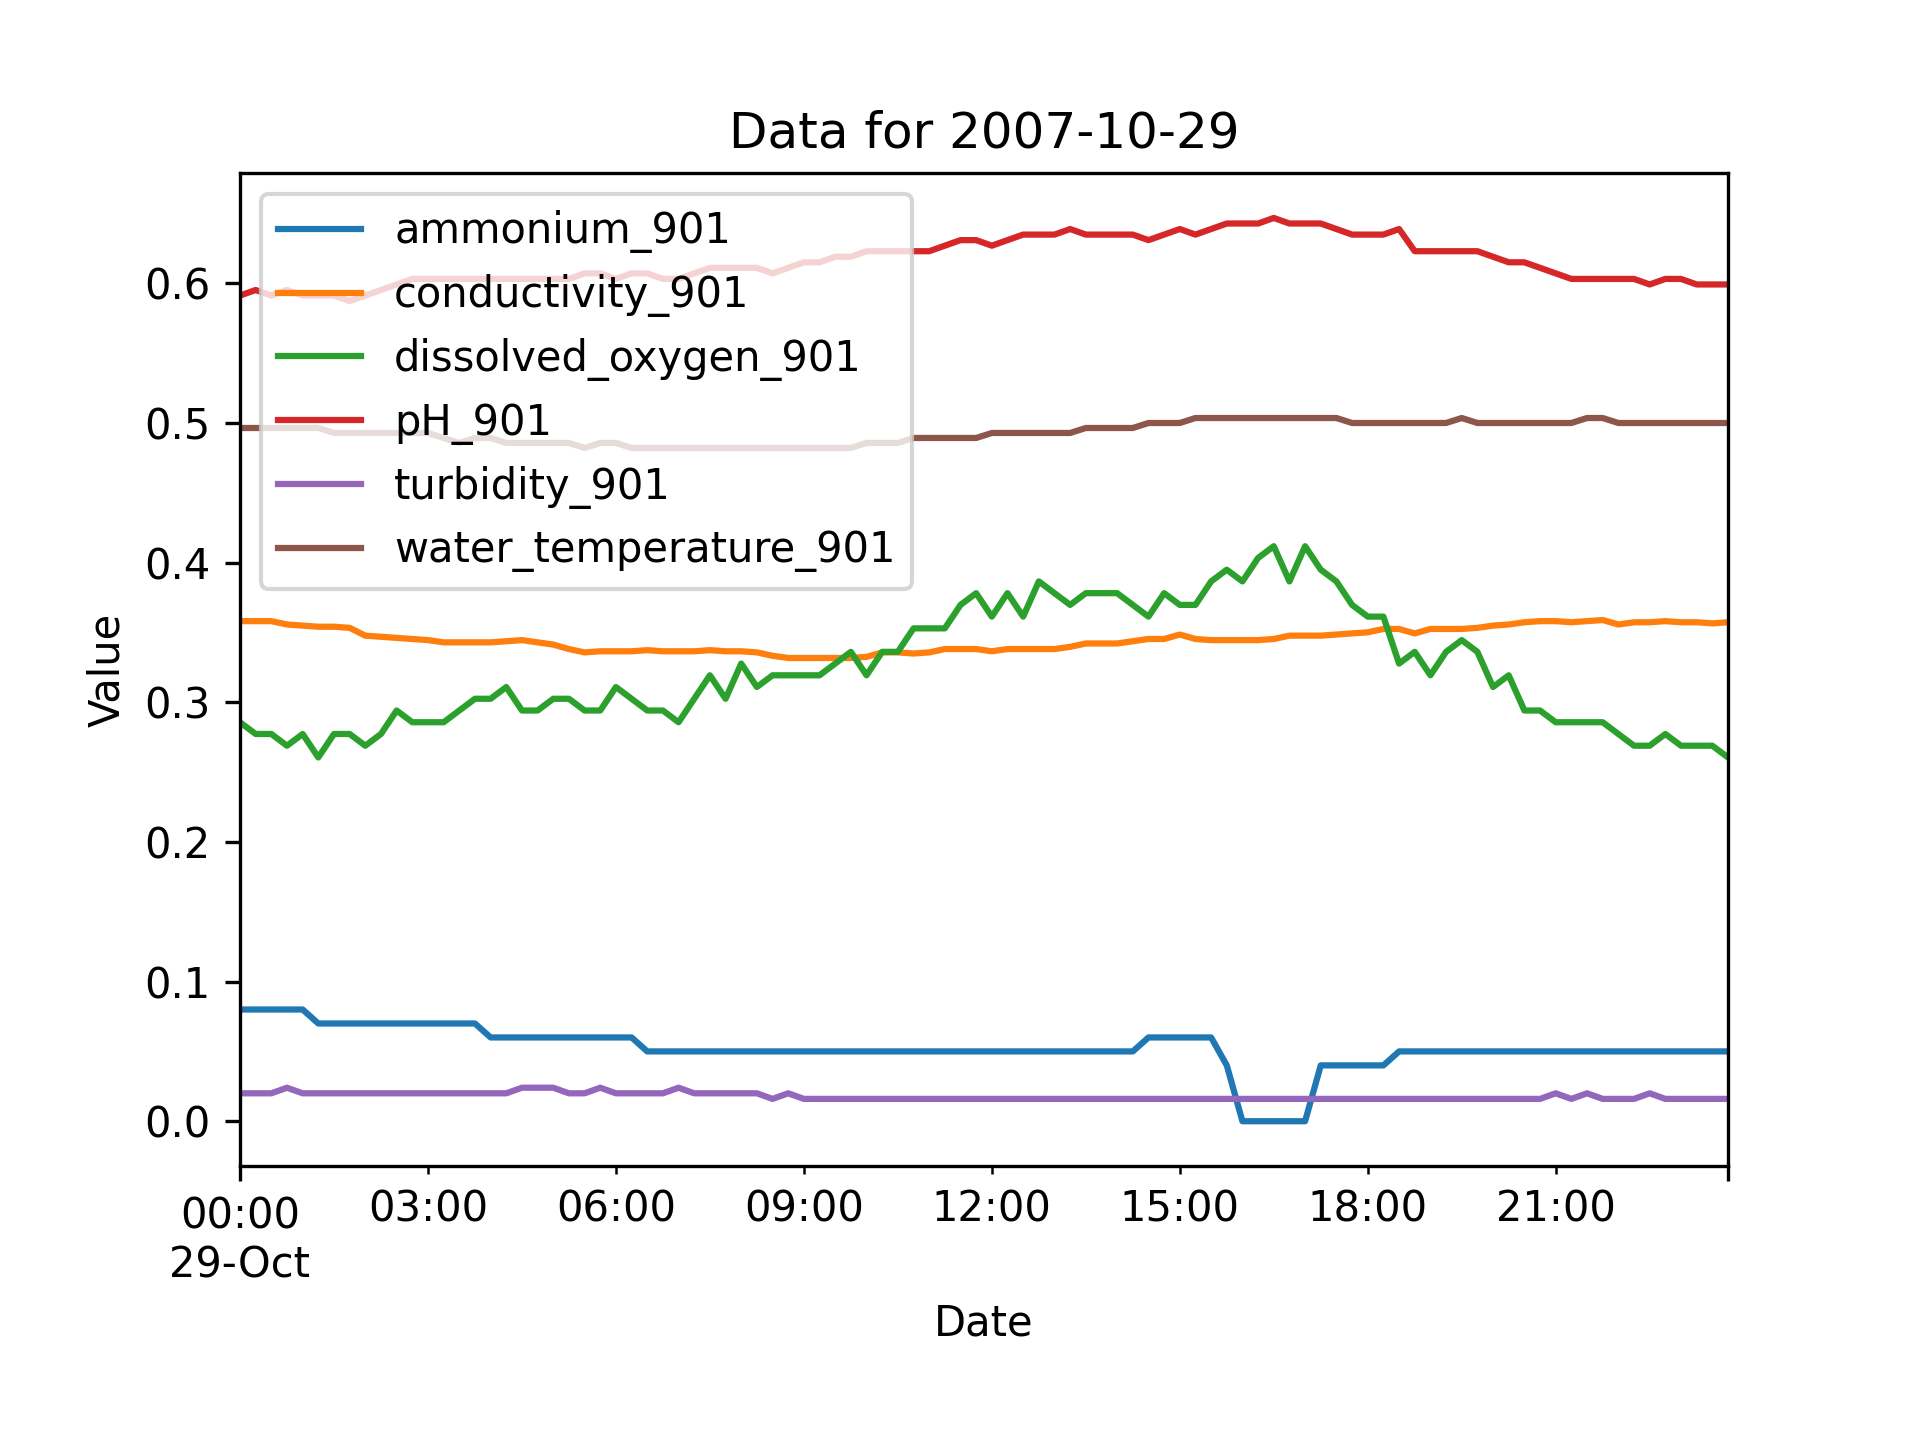 Data for 2007-10-29
ammonium_901
conductivity_901
dissolved_oxygen_901
pH_901
turbidity_901
water_temperature_901
0.6
0.5
0.4
0.3
0.2
0.1
0.0
Value
00:00 03:00 06:00 09:00 12:00 15:00 18:00 21:00
29-Oct
Date